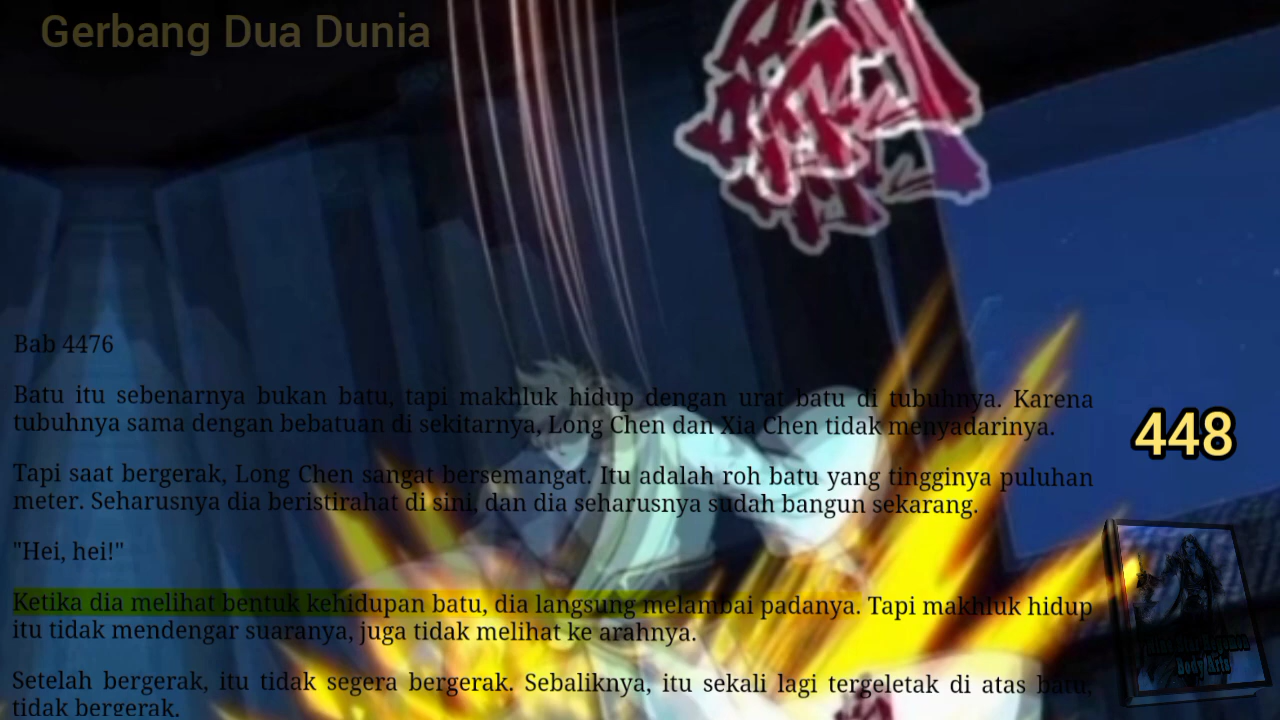 Gerbang Dua Dunia
Bab 4476
Batu itu sebenarnya bukan batu, tapi makhluk hidup dengan urat batu di tubuhnya. Karena
tubuhnya sama dengan bebatuan di sekitarnya, Long Chen dan Xia Chen tidak menyadarinya.
Tapi saat bergerak, Long Chen sangat bersemangat. Itu adalah roh batu yang tingginya puluhan
meter. Seharusnya dia beristirahat di sini, dan dia seharusnya sudah bangun sekarang.
"Hei, hei!"
Ketika dia melihat bentuk kehidupan batu, dia langsung melambai padanya. Tapi makhluk hidup
itu tidak mendengar suaranya, juga tidak melihat ke arahnya.
Setelah bergerak, itu tidak segera bergerak. Sebaliknya, itu sekali lagi tergeletak di atas batu,
tidak bergerak.
448
Body Arts